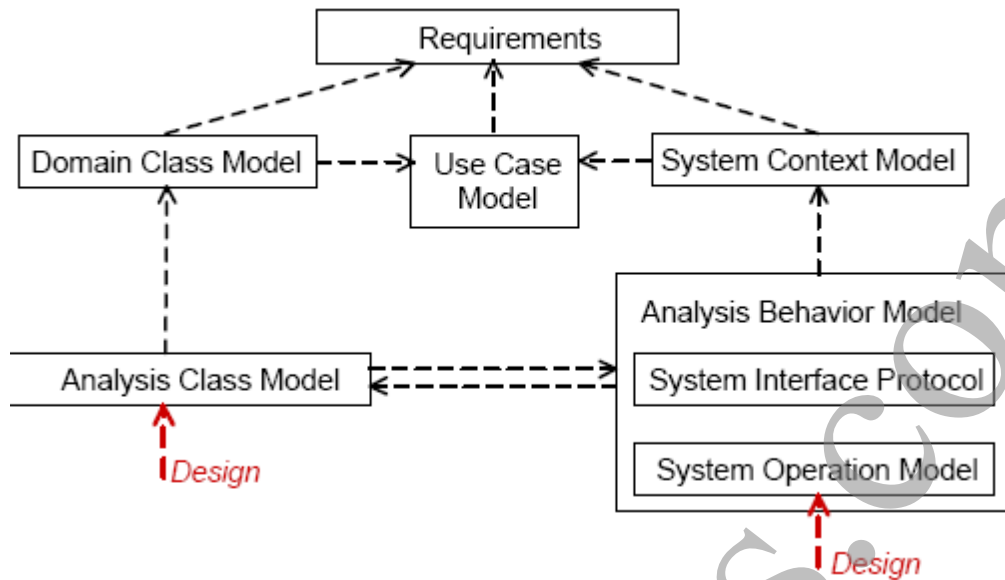 Requirements
Domain Class Model
Use Case
Model
System Context Model
Analysis Behavior Model
Analysis Class Model
System Interface Protocol
System Operation Model
Design
Design
s.com